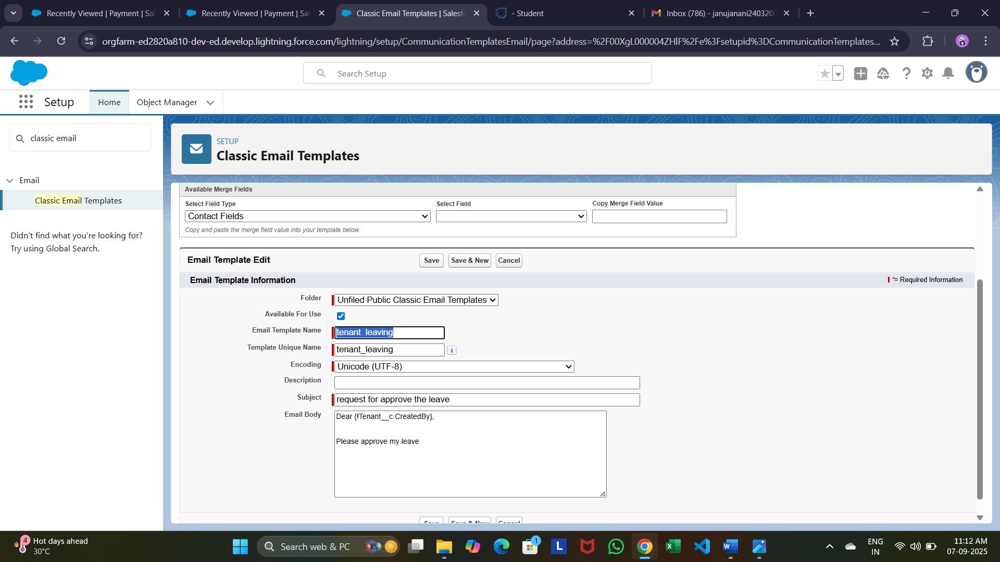 Recently Viewed | Payment | Sal
Recently Viewed | Payment | Sal
Classic Email Templates | Salesfo
- Student
Inbox (786) - janujanani240320
orgfarm-ed2820a810-dev-ed.develop.lightning.force.com/lightning/setup/CommunicationTemplatesEmail/page?address=%2F00XgL000004ZHlF%2Fe%3Fsetupid%3DCommunicationTemplates...
Search Setup
Setup
Home
Object Manager
classic email
Email
Classic Email Templates
Didn't find what you're looking for?
Try using Global Search.
SETUP
Classic Email Templates
Available Merge Fields
Select Field Type
Select Field
Copy Merge Field Value
Contact Fields
Copy and paste the merge field value into your template below.
Email Template Edit
Save
Save & New
Cancel
Email Template Information
*= Required Information
Folder
Unfiled Public Classic Email Templates
Available For Use
Email Template Name
tenant_leaving
Template Unique Name
tenant_leaving
i
Encoding
Unicode (UTF-8)
Description
Subject
request for approve the leave
Email Body
Dear {!Tenant__c.CreatedBy},
Please approve my leave
Save
Save & New
Cancel
4
Hot days ahead
30°C
Search web & PC
1
L
W
ENG
IN
11:12 AM
07-09-2025